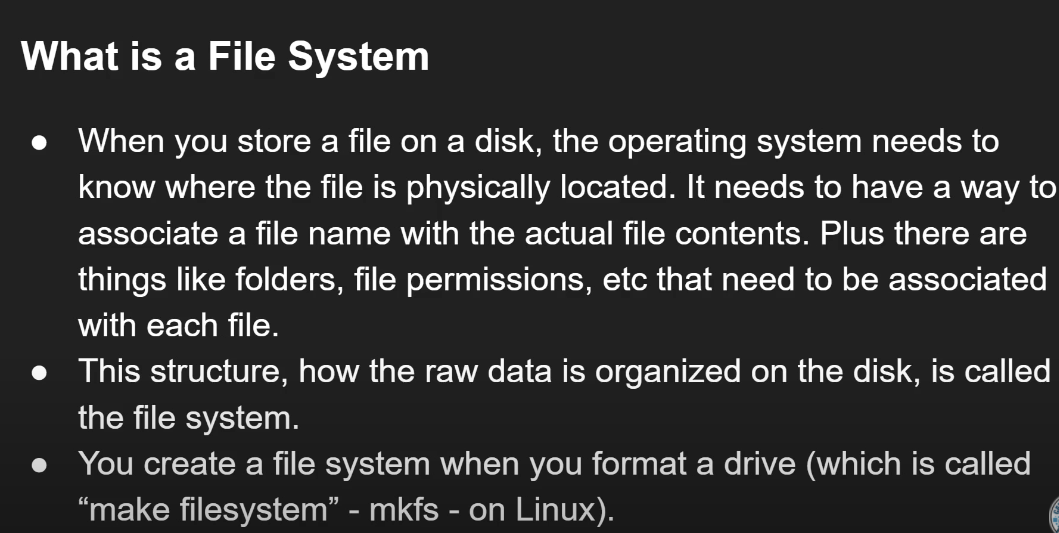 What is a File System
● When you store a file on a disk, the operating system needs to
know where the file is physically located. It needs to have a way to
associate a file name with the actual file contents. Plus there are
things like folders, file permissions, etc that need to be associated
with each file.
● This structure, how the raw data is organized on the disk, is called
the file system.
● You create a file system when you format a drive (which is called
“make filesystem” - mkfs - on Linux).